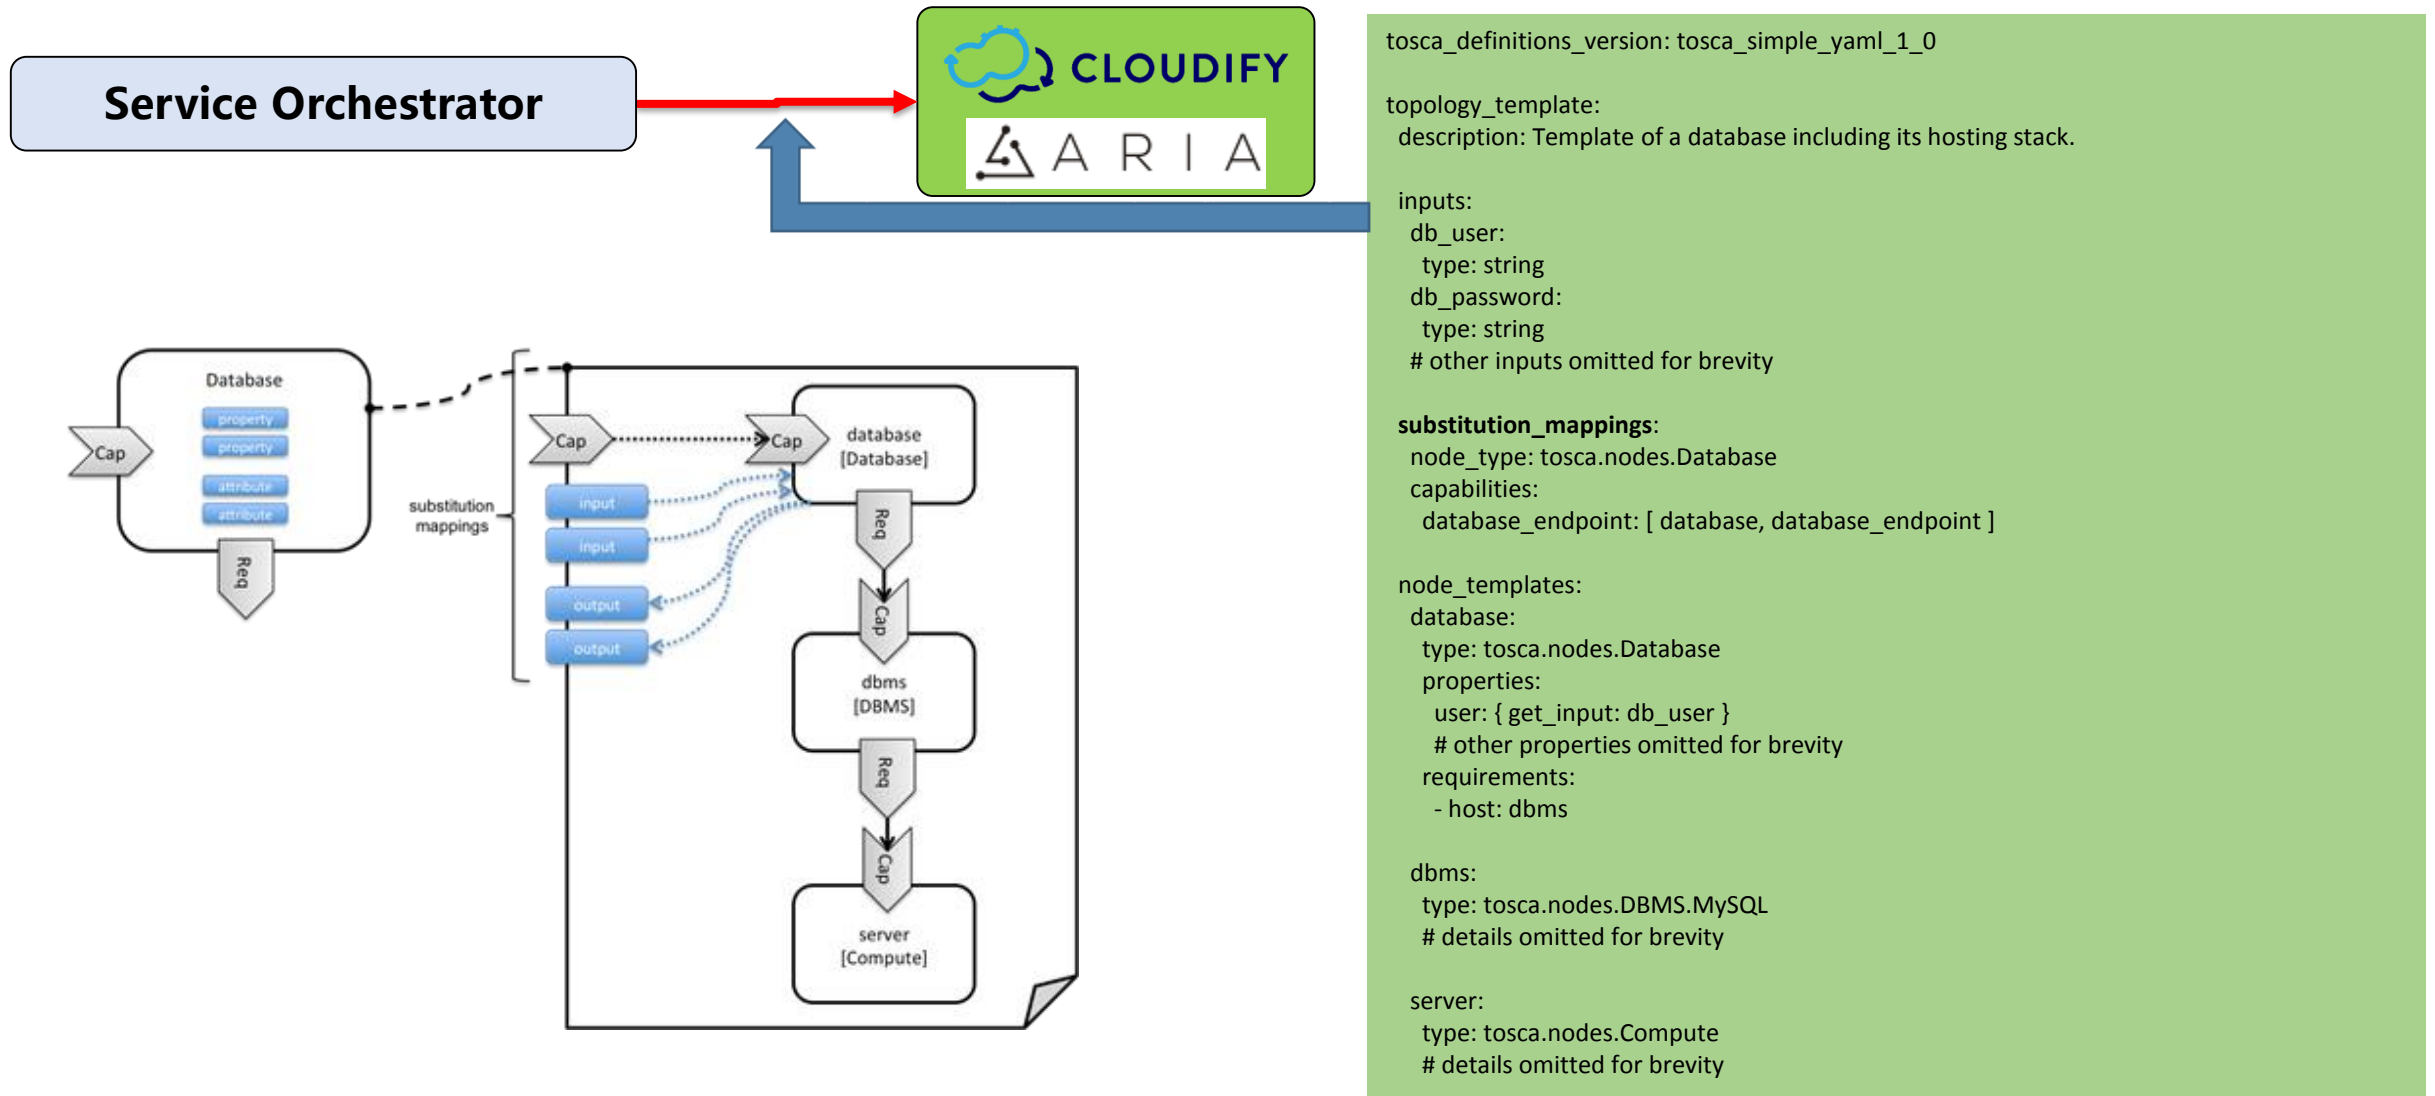 Service Orchestrator
CLOUDIFY
ARIA
Database
property
property
attribute
attribute
Cap
Req
substitution
mappings
Cap
input
input
output
output
Cap
database
[Database]
Req
Cap
dbms
[DBMS]
Req
Cap
server
[Compute]
tosca_definitions_version: tosca_simple_yaml_1_0
topology_template:
description: Template of a database including its hosting stack.
inputs:
db_user:
type: string
db_password:
type: string
# other inputs omitted for brevity
substitution_mappings:
node_type: tosca.nodes.Database
capabilities:
database_endpoint: [ database, database_endpoint ]
node_templates:
database:
type: tosca.nodes.Database
properties:
user: { get_input: db_user }
# other properties omitted for brevity
requirements:
- host: dbms
dbms:
type: tosca.nodes.DBMS.MySQL
# details omitted for brevity
server:
type: tosca.nodes.Compute
# details omitted for brevity